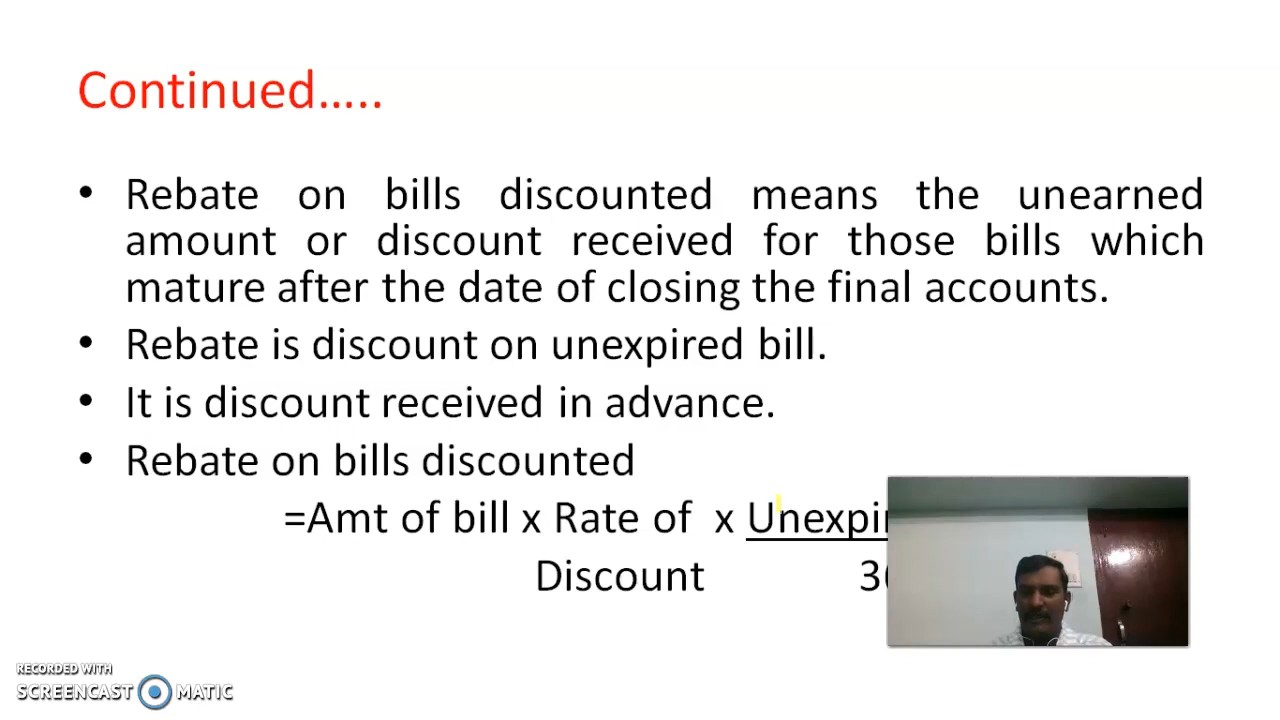 Continued…..
• Rebate on bills discounted means the unearned
amount or discount received for those bills which
mature after the date of closing the final accounts.
• Rebate is discount on unexpired bill.
• It is discount received in advance.
• Rebate on bills discounted
=Amt of bill x Rate of x
Discount
RECORDED WITH
SCREENCAST MATIC